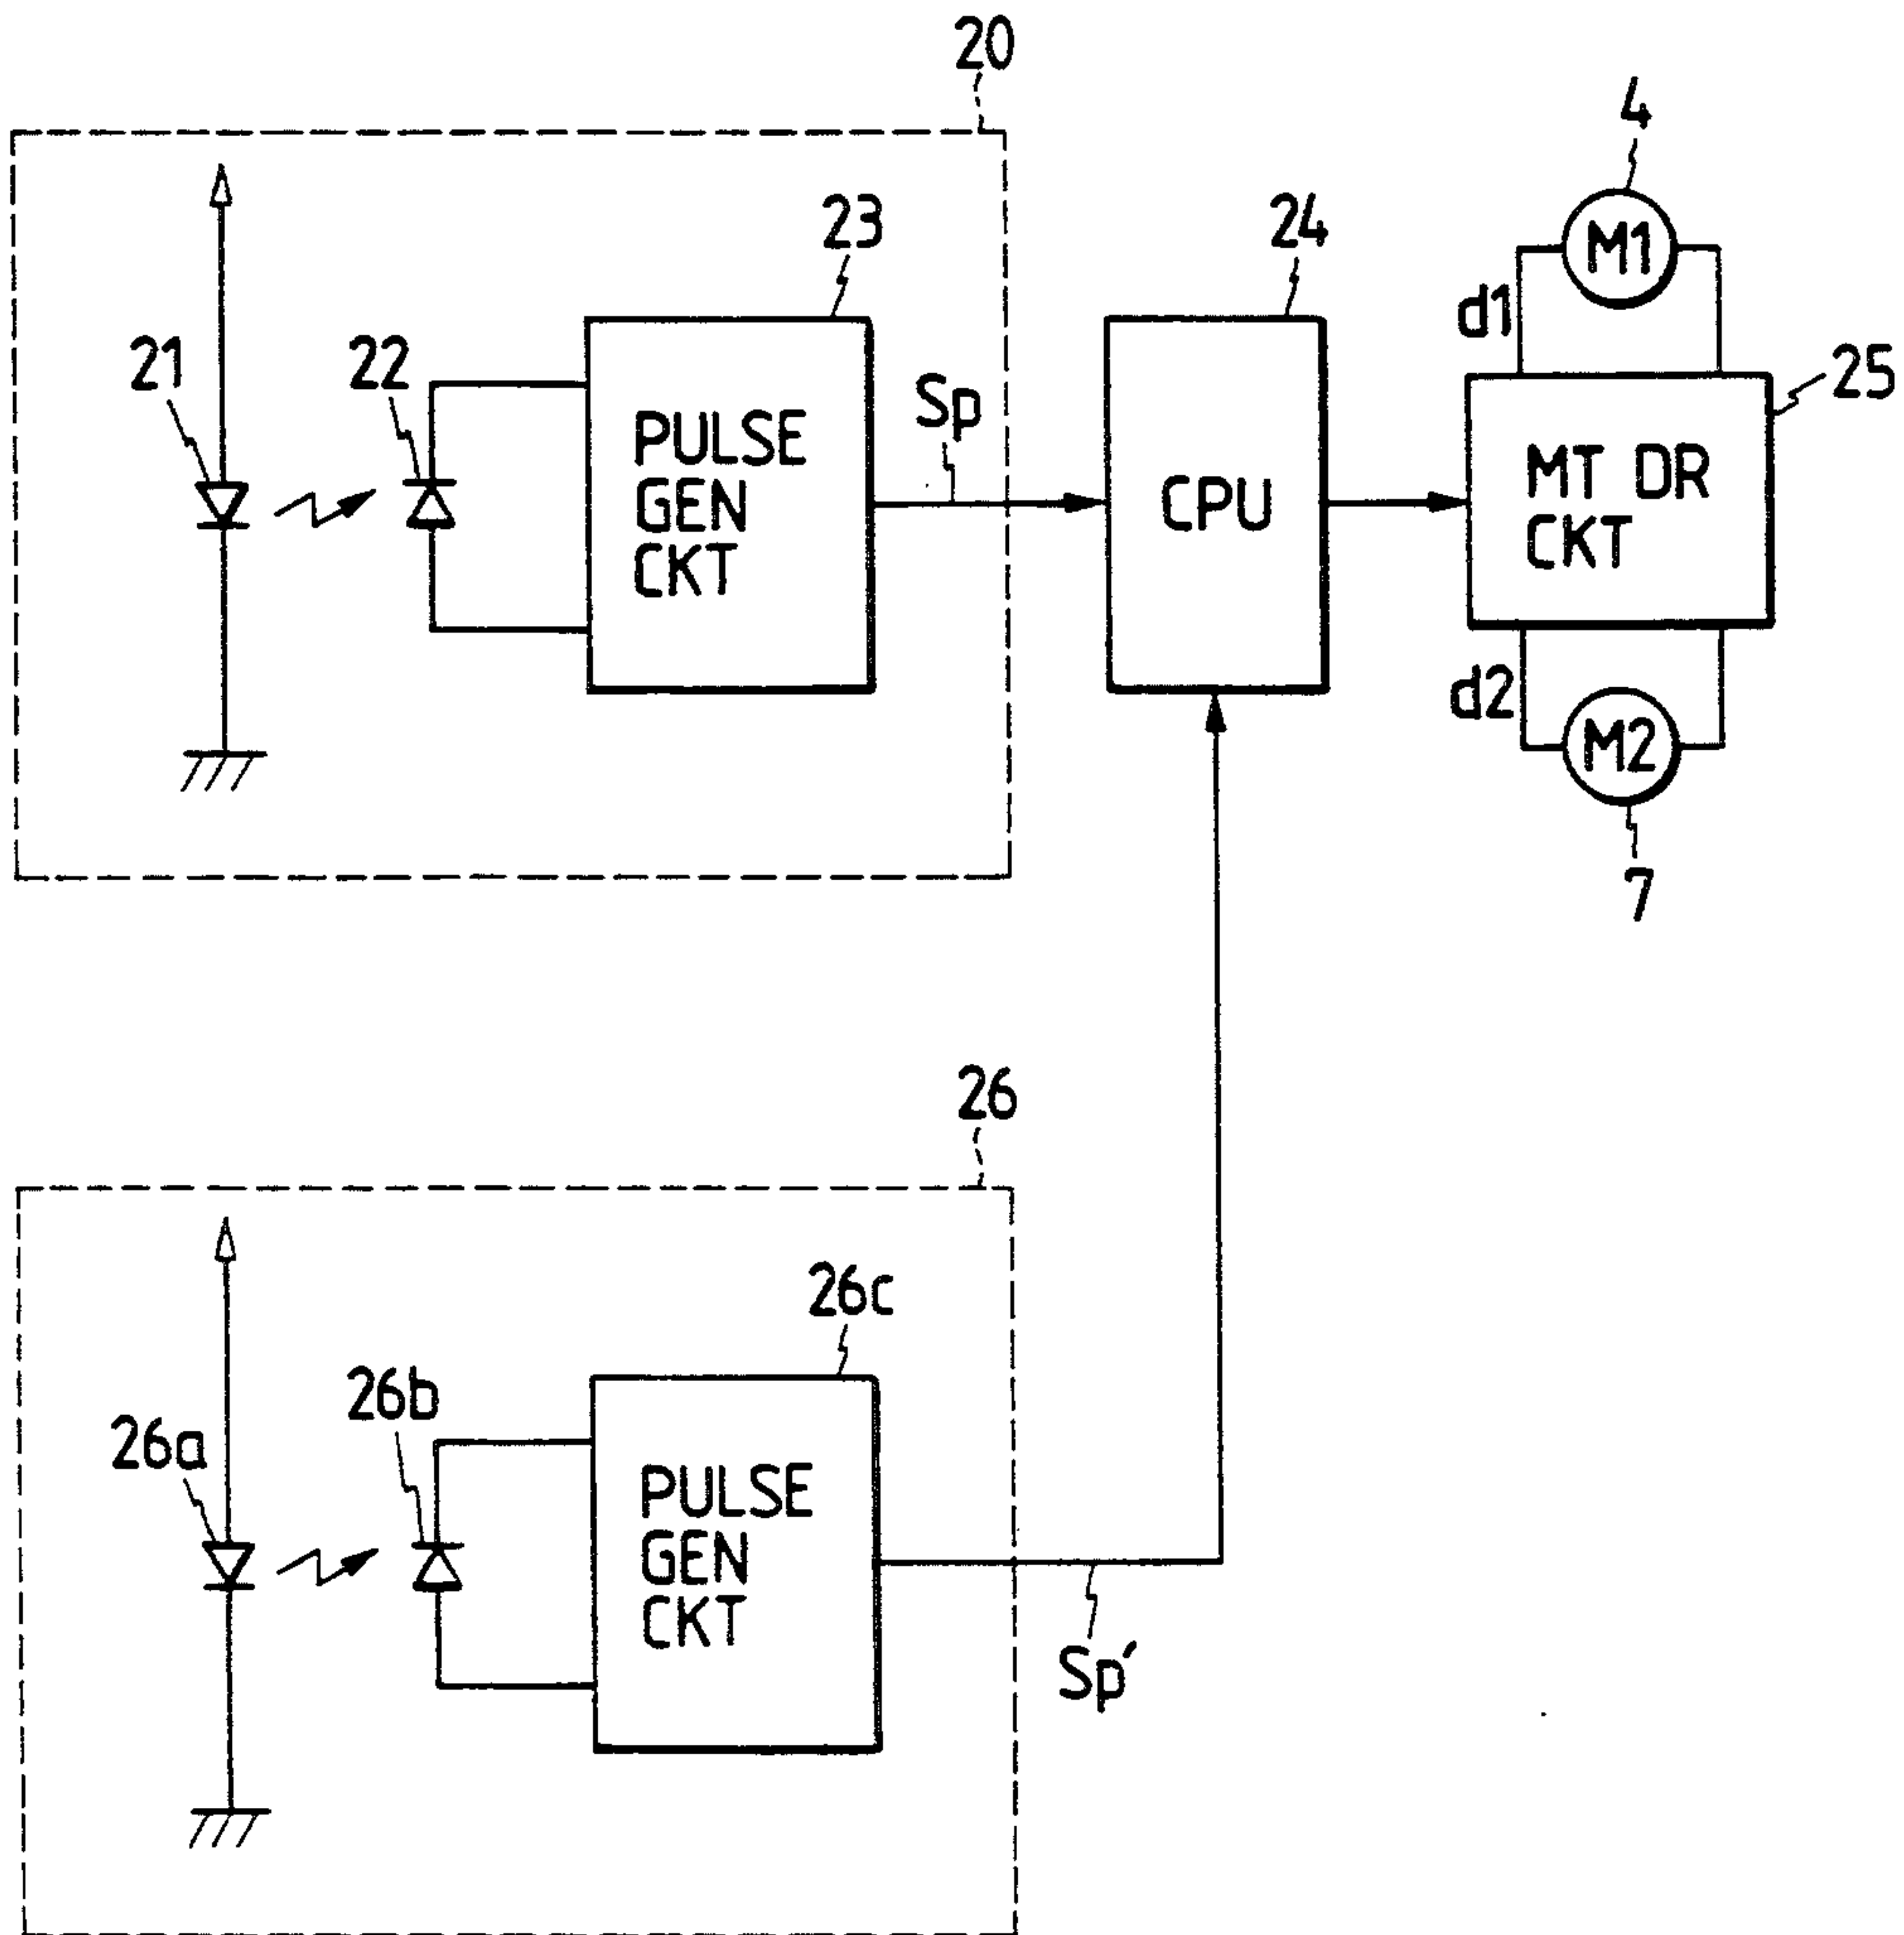 20
4
23
24
M1
d1
21
22
Sp
25
PULSE
GEN
CKT
CPU
MT DR
CKT
d2
M2
7
26
26c
26b
26a
PULSE
GEN
CKT
Sp'